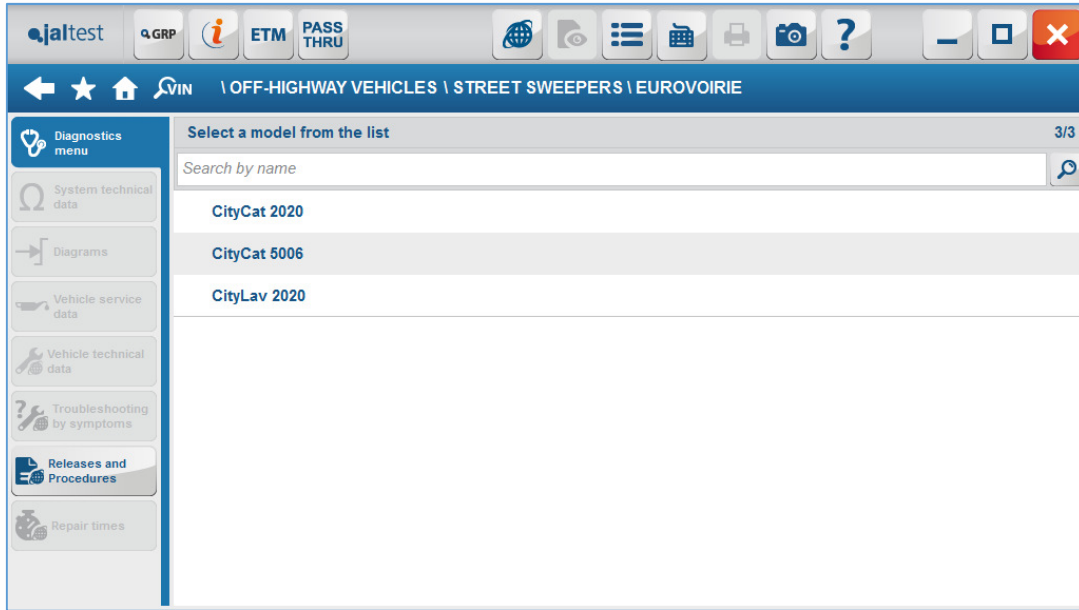 jaltest
GRP
i
ETM
PASS
THRU
?
VIN
\ OFF-HIGHWAY VEHICLES \ STREET SWEEPERS \ EUROVOIRIE
Diagnostics
menu
System technical
data
Diagrams
Vehicle service
data
Vehicle technical
data
Troubleshooting
by symptoms
Releases and
Procedures
Repair times
Select a model from the list
3/3
Search by name
CityCat 2020
CityCat 5006
CityLav 2020